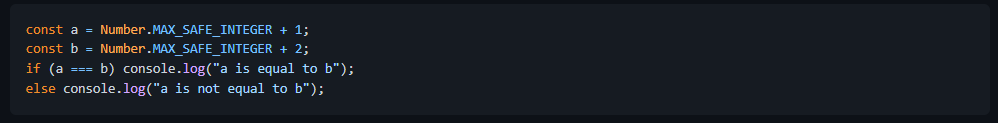 const a = Number.MAX_SAFE_INTEGER + 1;
const b = Number.MAX_SAFE_INTEGER + 2;
if (a === b) console.log("a is equal to b");
else console.log("a is not equal to b");